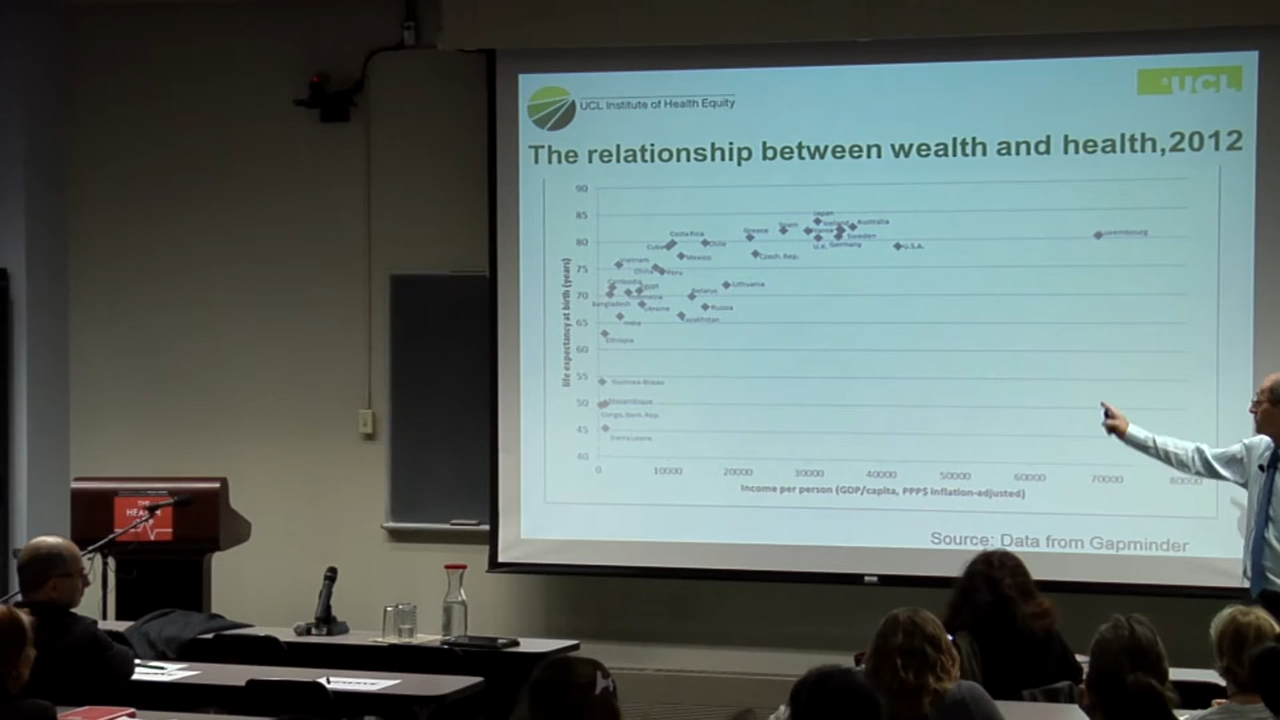 UCL Institute of Health Equity
UCL
The relationship between wealth and health,2012
90
85
80
75
70
65
60
55
50
45
40
life expectancy at birth (years)
Japan
Iceland
Australia
Spain
France
Sweden
Greece
U.K.
Germany
U.S.A.
Luxembourg
Costa Rica
Cuba
Chile
Mexico
Czech. Rep.
Vietnam
China
Peru
Cambodia
Egypt
Lithuania
Belarus
Indonesia
Bangladesh
Ukraine
Russia
Kazakhstan
India
Ethiopia
Guinea-Bissau
Mozambique
Congo, Dem. Rep.
Sierra Leone
0 10000 20000 30000 40000 50000 60000 70000 80000
Income per person (GDP/capita, PPP$ inflation-adjusted)
Source: Data from Gapminder
THE
HEALTH
GAP